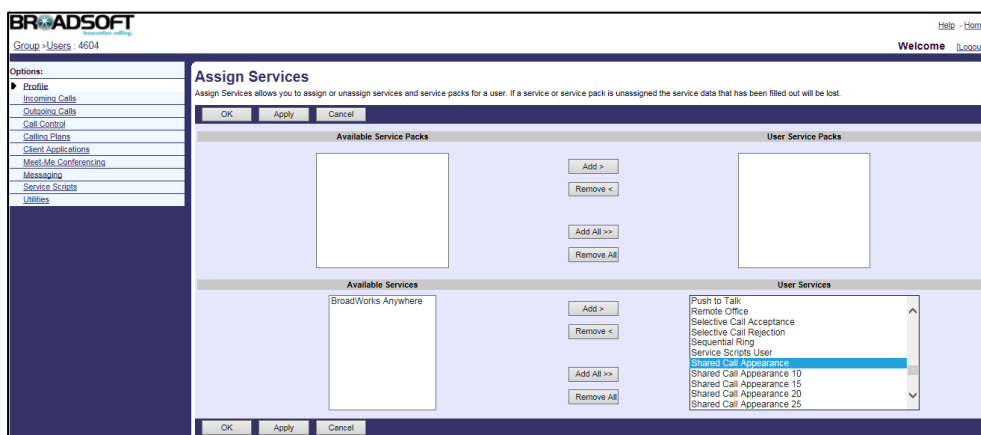 BROADSOFT
innovation calling.
Help - Hom
Group >Users : 4604
Welcome [Logou
Options:
Profile
Incoming Calls
Outgoing Calls
Call Control
Calling Plans
Client Applications
Meet-Me Conferencing
Messaging
Service Scripts
Utilities
Assign Services
Assign Services allows you to assign or unassign services and service packs for a user. If a service or service pack is unassigned the service data that has been filled out will be lost.
OK Apply Cancel
Available Service Packs User Service Packs
Add >
Remove <
Add All >>
Remove All
Available Services User Services
BroadWorks Anywhere
Add >
Remove <
Add All >>
Remove All
Push to Talk
Remote Office
Selective Call Acceptance
Selective Call Rejection
Sequential Ring
Service Scripts User
Shared Call Appearance
Shared Call Appearance 10
Shared Call Appearance 15
Shared Call Appearance 20
Shared Call Appearance 25
OK Apply Cancel